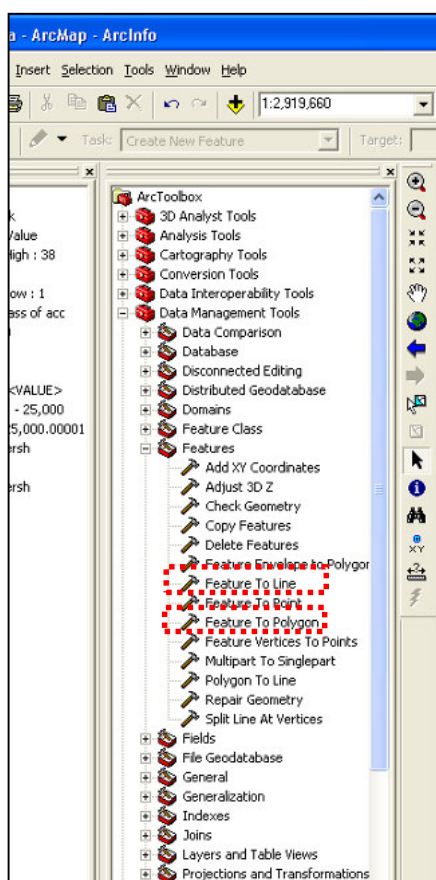 a - ArcMap - ArcInfo
Insert Selection Tools Window Help
1:2,919,660
Task: Create New Feature Target:
k
Value
High : 38
ow : 1
ass of acc
<VALUE>
- 25,000
25,000.00001
ersh
ersh
ArcToolbox
3D Analyst Tools
Analysis Tools
Cartography Tools
Conversion Tools
Data Interoperability Tools
Data Management Tools
Data Comparison
Database
Disconnected Editing
Distributed Geodatabase
Domains
Feature Class
Features
Add XY Coordinates
Adjust 3D Z
Check Geometry
Copy Features
Delete Features
Feature Envelope to Polygon
Feature To Line
Feature To Point
Feature To Polygon
Feature Vertices To Points
Multipart To Singlepart
Polygon To Line
Repair Geometry
Split Line At Vertices
Fields
File Geodatabase
General
Generalization
Indexes
Joins
Layers and Table Views
Projections and Transformations
XY